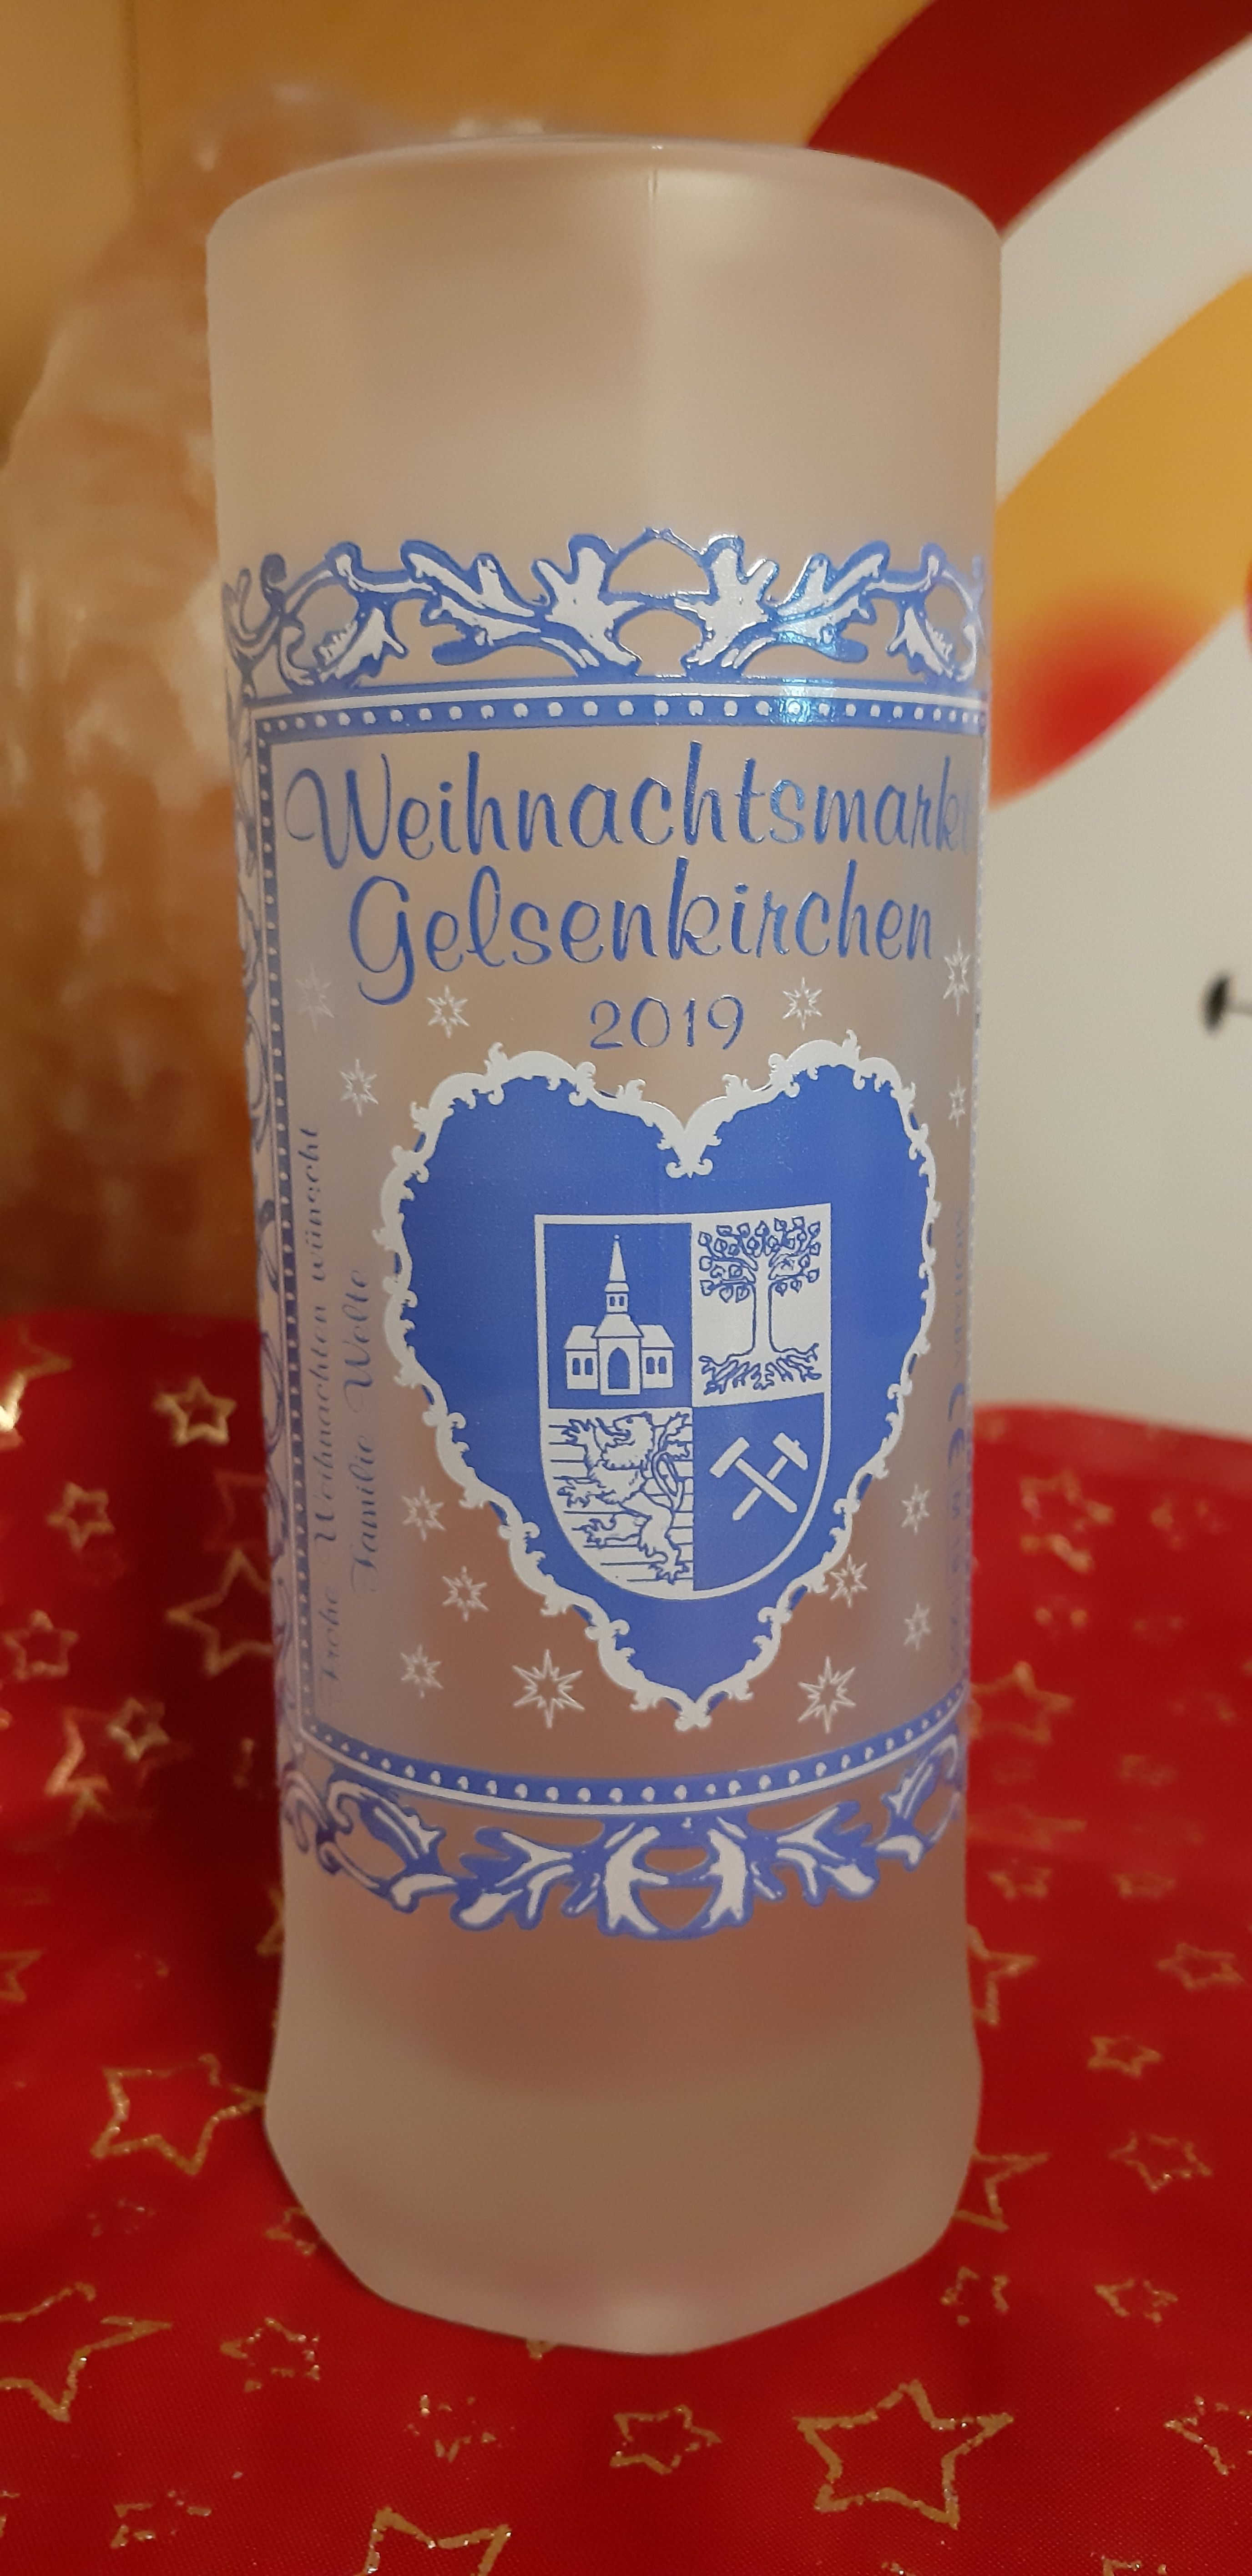 Weihnachtsmarkt
Gelsenkirchen
2019
Frohe Weihnachten wünscht
Familie Welte